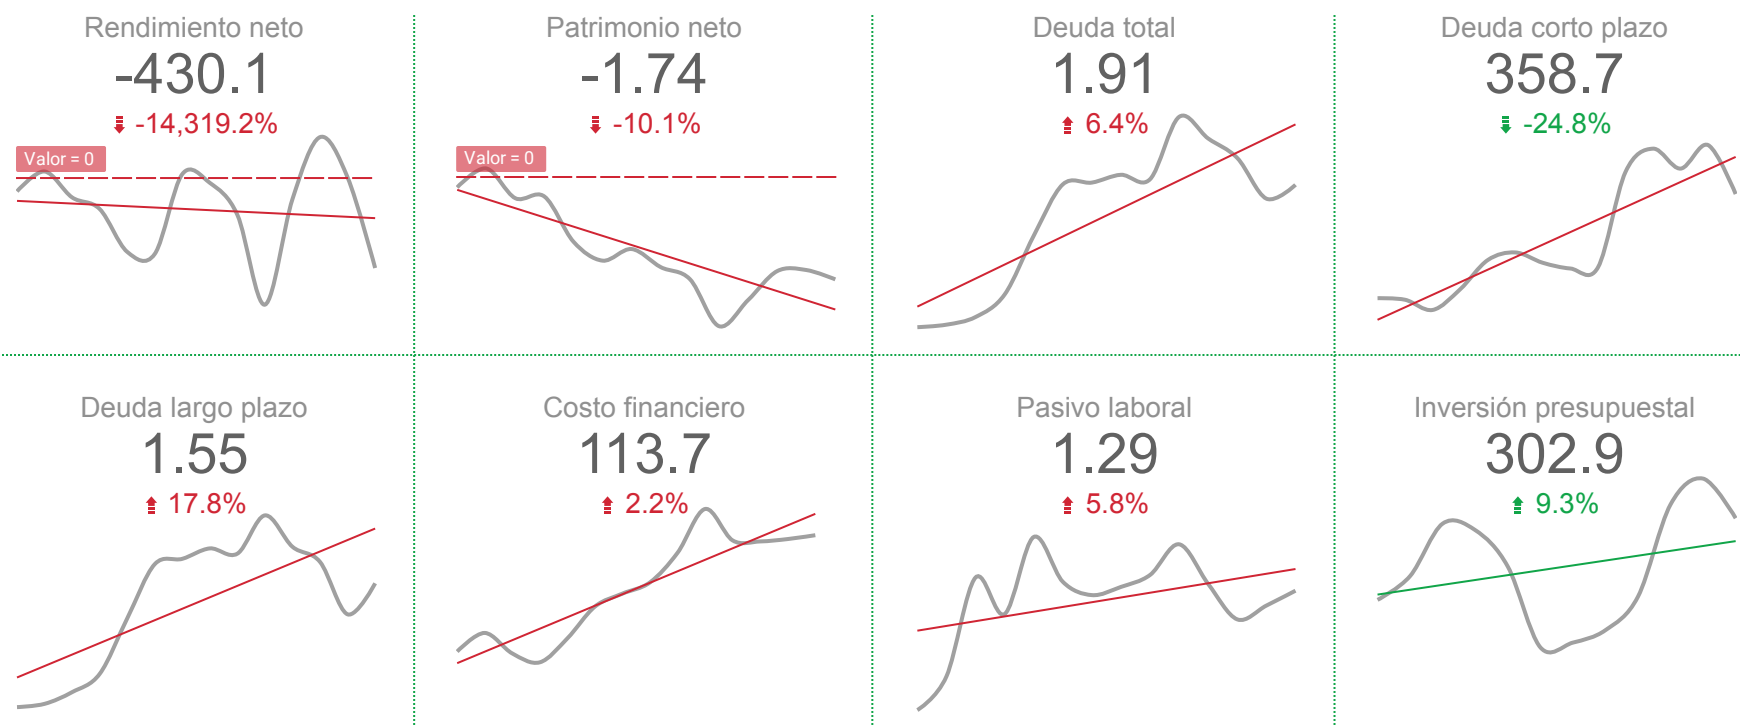 Rendimiento neto
-430.1
-14,319.2%
Valor = 0
Patrimonio neto
-1.74
-10.1%
Valor = 0
Deuda total
1.91
6.4%
Deuda corto plazo
358.7
-24.8%
Deuda largo plazo
1.55
17.8%
Costo financiero
113.7
2.2%
Pasivo laboral
1.29
5.8%
Inversión presupuestal
302.9
9.3%